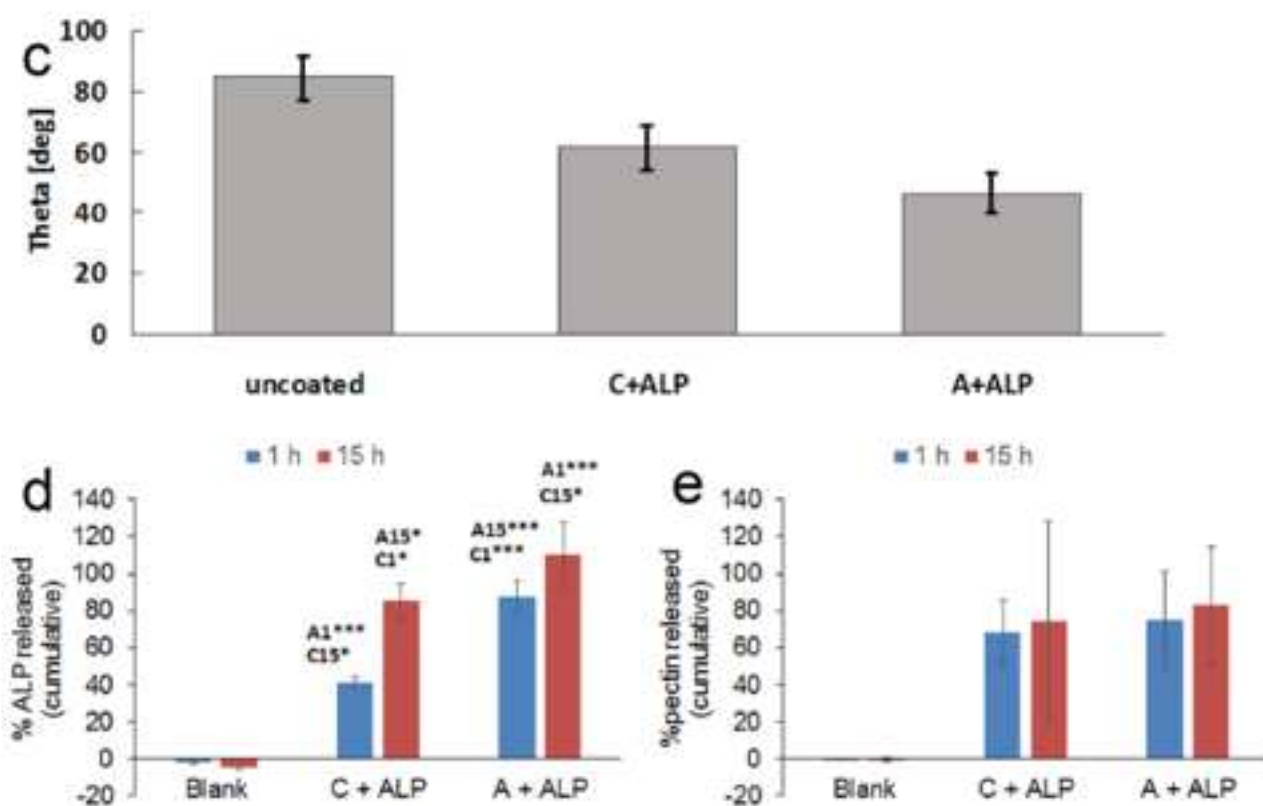 c
Theta [deg]
100
80
60
40
20
0
uncoated C+ALP A+ALP
d
1 h 15 h
% ALP released
(cumulative)
140
120
100
80
60
40
20
0
-20
A1***
C15*
A15*
C1*
A15***
C1***
A1***
C15*
Blank C + ALP A + ALP
e
1 h 15 h
%pectin released
(cumulative)
140
120
100
80
60
40
20
0
-20
Blank C + ALP A + ALP